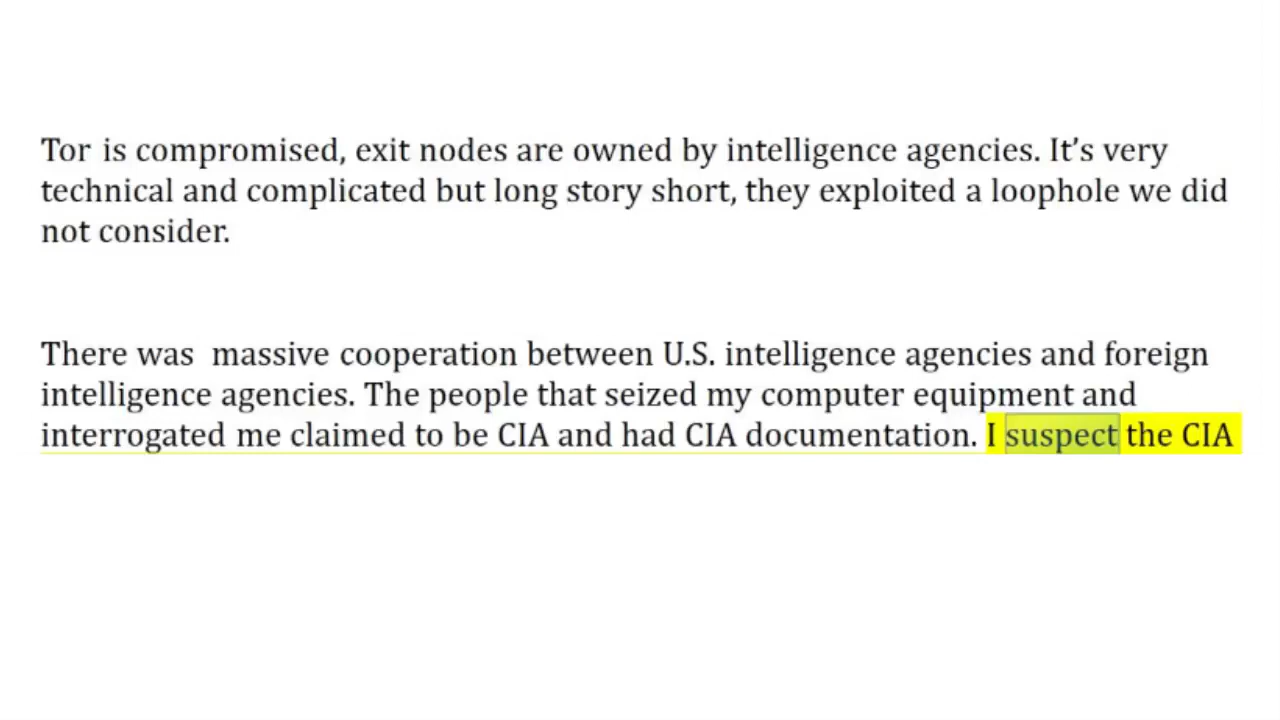 Tor is compromised, exit nodes are owned by intelligence agencies. It’s very
technical and complicated but long story short, they exploited a loophole we did
not consider.
There was  massive cooperation between U.S. intelligence agencies and foreign
intelligence agencies. The people that seized my computer equipment and
interrogated me claimed to be CIA and had CIA documentation. I suspect the CIA